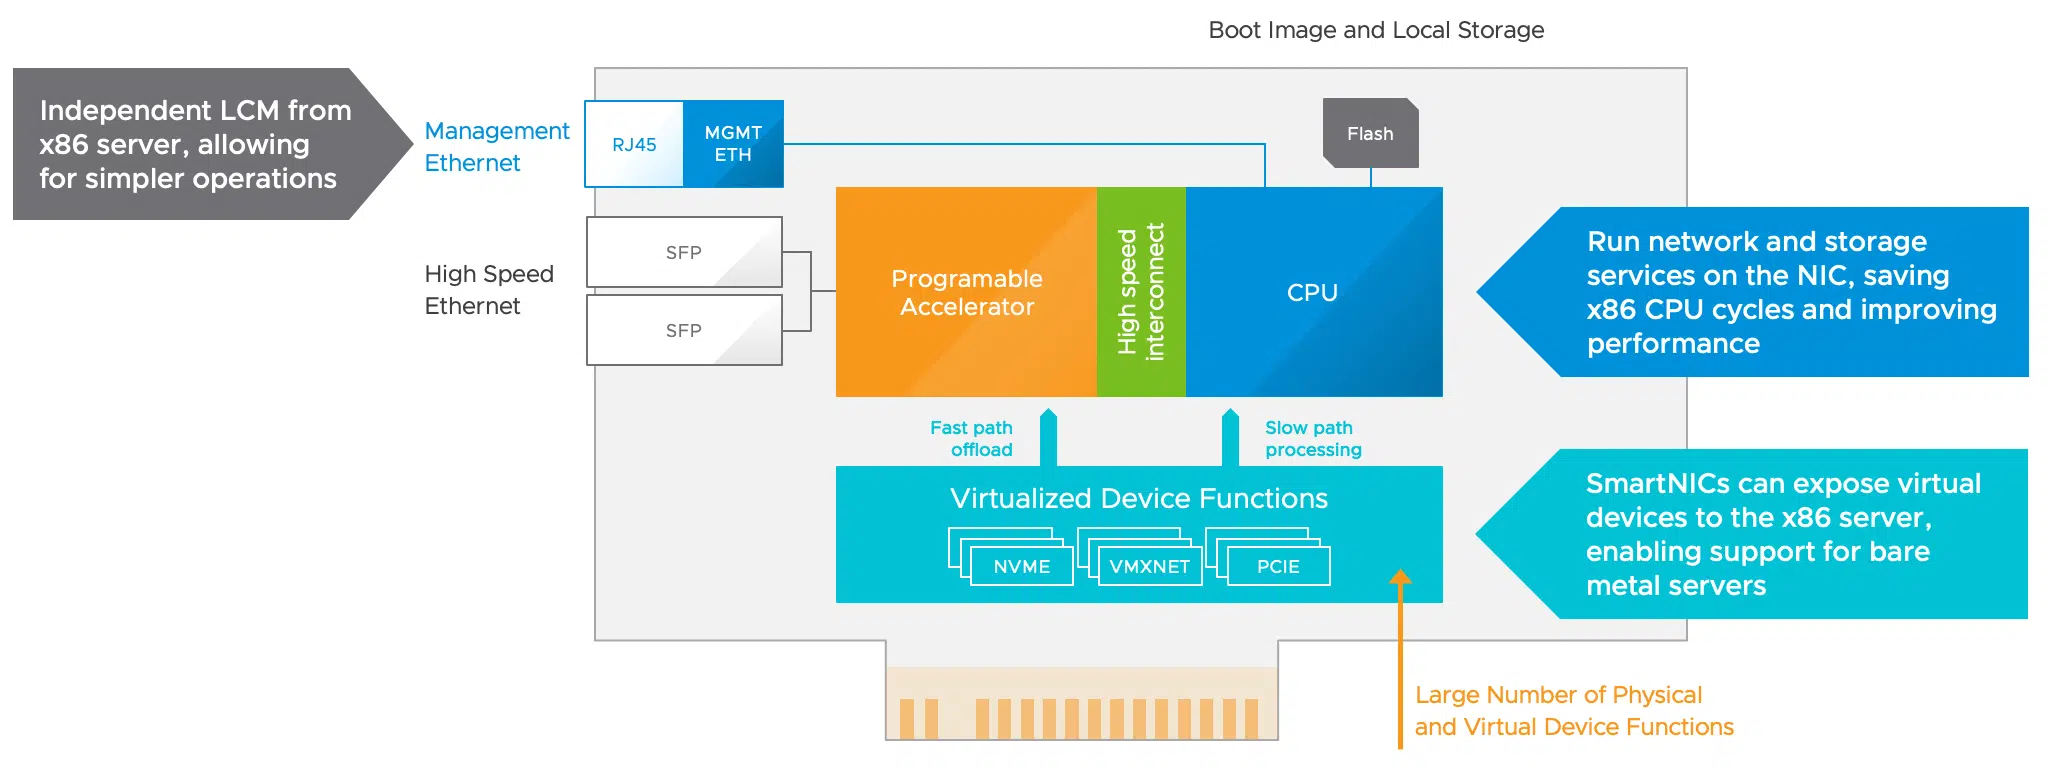 Boot Image and Local Storage
Independent LCM from
x86 server, allowing
for simpler operations
Management
Ethernet
RJ45
MGMT
ETH
Flash
High Speed
Ethernet
SFP
SFP
Programable
Accelerator
High speed
interconnect
CPU
Run network and storage
services on the NIC, saving
x86 CPU cycles and improving
performance
Fast path
offload
Slow path
processing
Virtualized Device Functions
NVME
VMXNET
PCIE
SmartNICs can expose virtual
devices to the x86 server,
enabling support for bare
metal servers
Large Number of Physical
and Virtual Device Functions